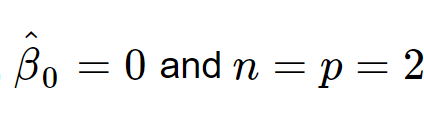 β̂₀ = 0 and n = p = 2